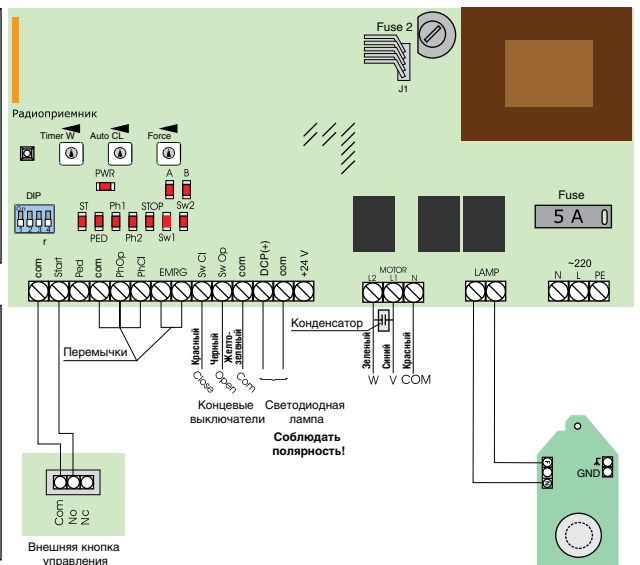 Fuse 2
J1
Радиоприемник
Timer W
Auto CL
Force
PWR
A
B
DIP
On
1 2 3 4
r
ST
Ph1
STOP
Sw2
PED
Ph2
Sw1
Fuse
5 A
com
Start
Ped
com
PhOp
PhCl
EMRG
Sw Cl
Sw Op
com
DCP(+)
com
+24 V
MOTOR
L2
L1
N
LAMP
~220
N
L
PE
Перемычки
Красный
Черный
Желто-
зеленый
Close
Open
Com
Концевые
выключатели
Светодиодная
лампа
Соблюдать
полярность!
Конденсатор
Зеленый
Синий
Красный
W
V
COM
GND
Com
No
Nc
Внешняя кнопка
управления